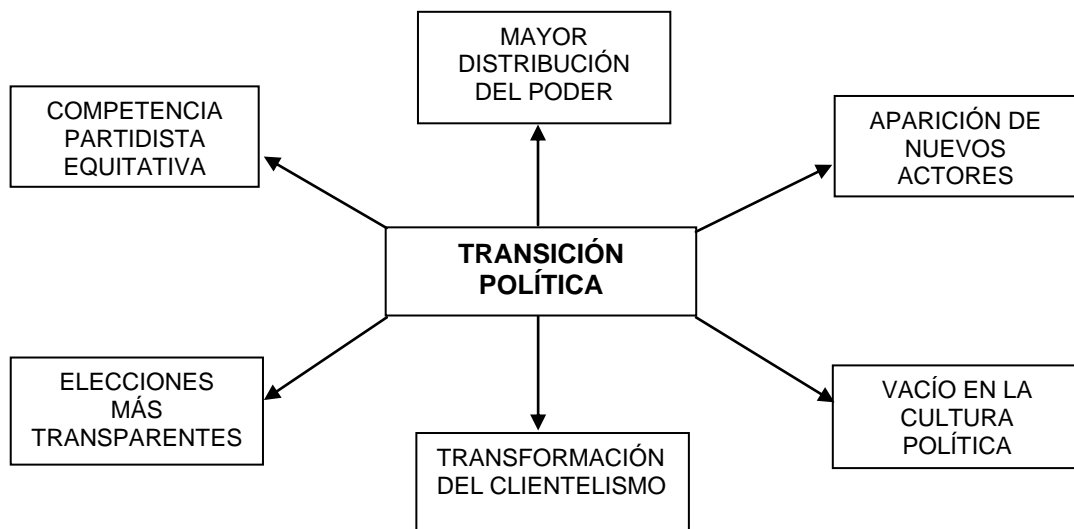 MAYOR
DISTRIBUCIÓN
DEL PODER
COMPETENCIA
PARTIDISTA
EQUITATIVA
APARICIÓN DE
NUEVOS
ACTORES
TRANSICIÓN
POLÍTICA
ELECCIONES
MÁS
TRANSPARENTES
TRANSFORMACIÓN
DEL CLIENTELISMO
VACÍO EN LA
CULTURA
POLÍTICA